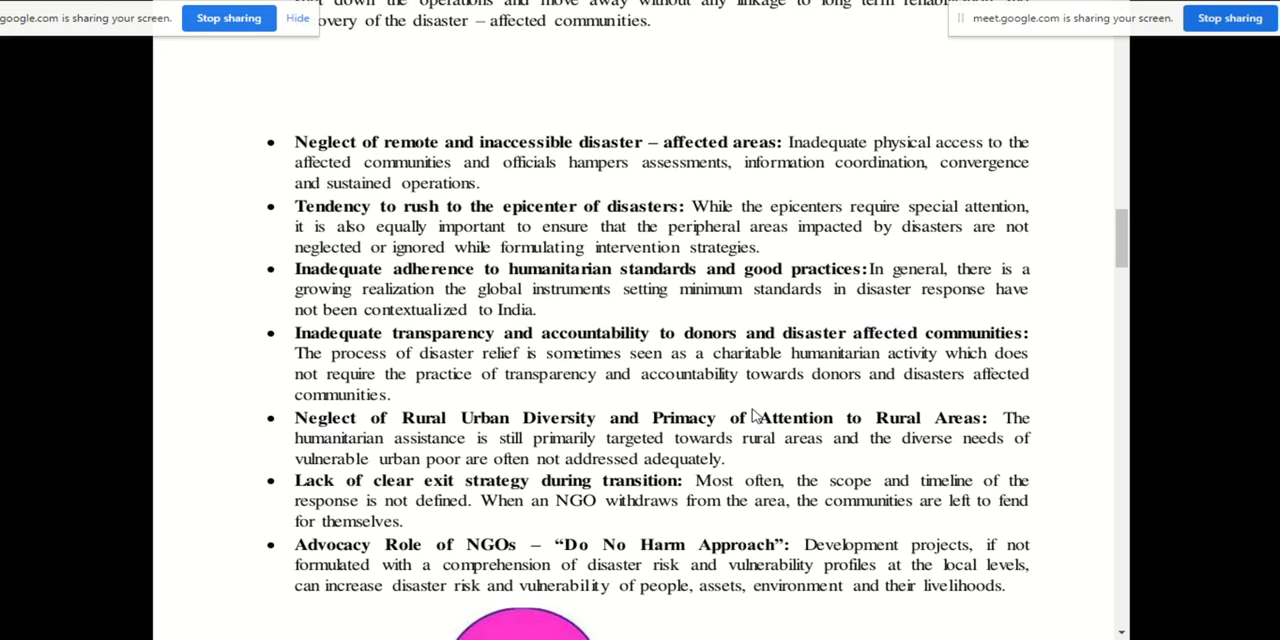 google.com is sharing your screen. Stop sharing Hide
meet.google.com is sharing your screen. Stop sharing
down the operations and move away without any linkage to long term
overy of the disaster – affected communities.
• Neglect of remote and inaccessible disaster – affected areas: Inadequate physical access to the
affected communities and officials hampers assessments, information coordination, convergence
and sustained operations.
• Tendency to rush to the epicenter of disasters: While the epicenters require special attention,
it is also equally important to ensure that the peripheral areas impacted by disasters are not
neglected or ignored while formulating intervention strategies.
• Inadequate adherence to humanitarian standards and good practices:In general, there is a
growing realization the global instruments setting minimum standards in disaster response have
not been contextualized to India.
• Inadequate transparency and accountability to donors and disaster affected communities:
The process of disaster relief is sometimes seen as a charitable humanitarian activity which does
not require the practice of transparency and accountability towards donors and disasters affected
communities.
• Neglect of Rural Urban Diversity and Primacy of Attention to Rural Areas: The
humanitarian assistance is still primarily targeted towards rural areas and the diverse needs of
vulnerable urban poor are often not addressed adequately.
• Lack of clear exit strategy during transition: Most often, the scope and timeline of the
response is not defined. When an NGO withdraws from the area, the communities are left to fend
for themselves.
• Advocacy Role of NGOs – “Do No Harm Approach”: Development projects, if not
formulated with a comprehension of disaster risk and vulnerability profiles at the local levels,
can increase disaster risk and vulnerability of people, assets, environment and their livelihoods.